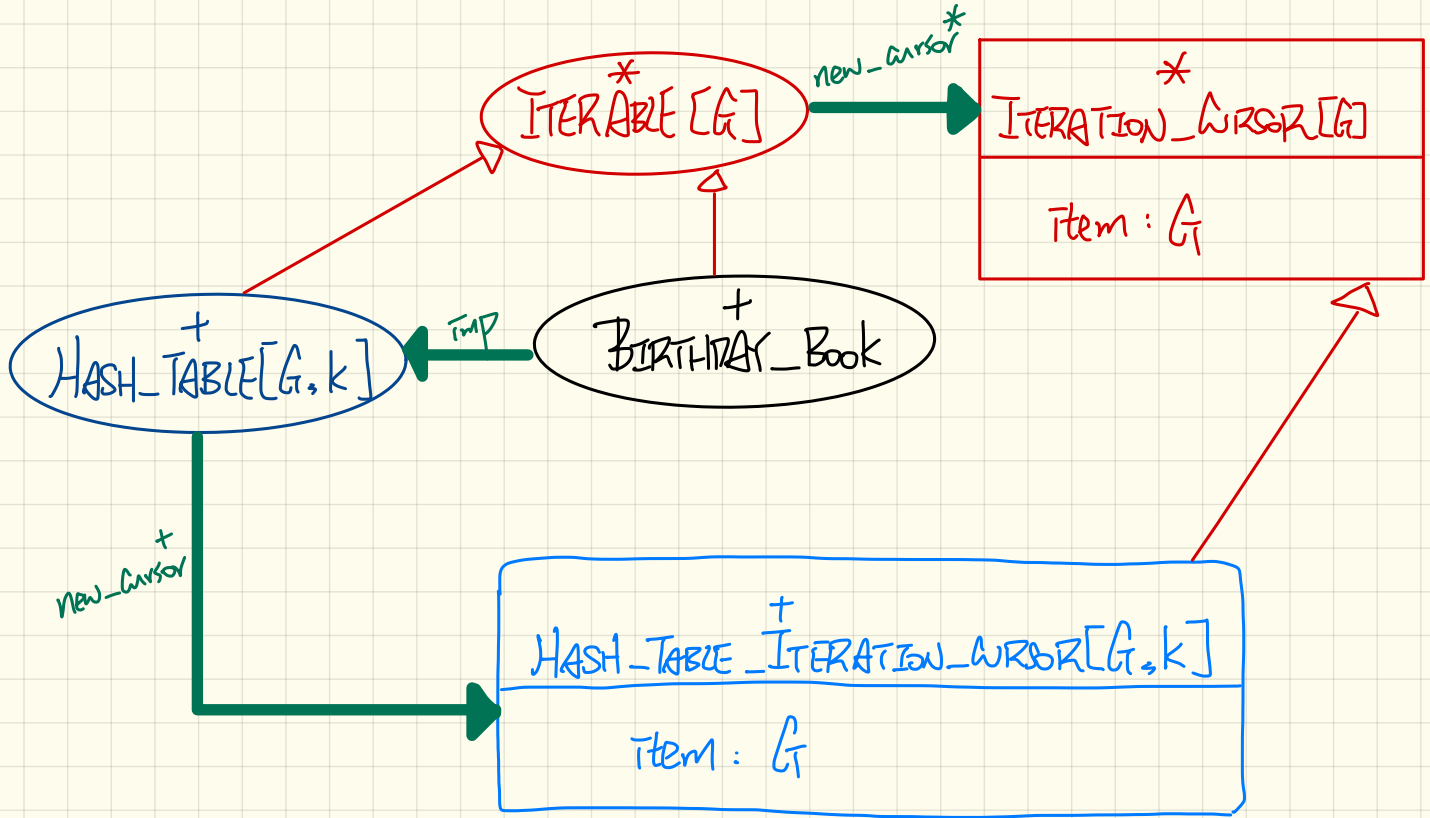 new_cursor*
*
ITERABLE[G]
*
ITERATION_CURSOR[G]
item : G
+
HASH_TABLE[G,K]
imp
+
BIRTHDAY_BOOK
+
new_cursor
+
HASH_TABLE_ITERATION_CURSOR[G,K]
item : G